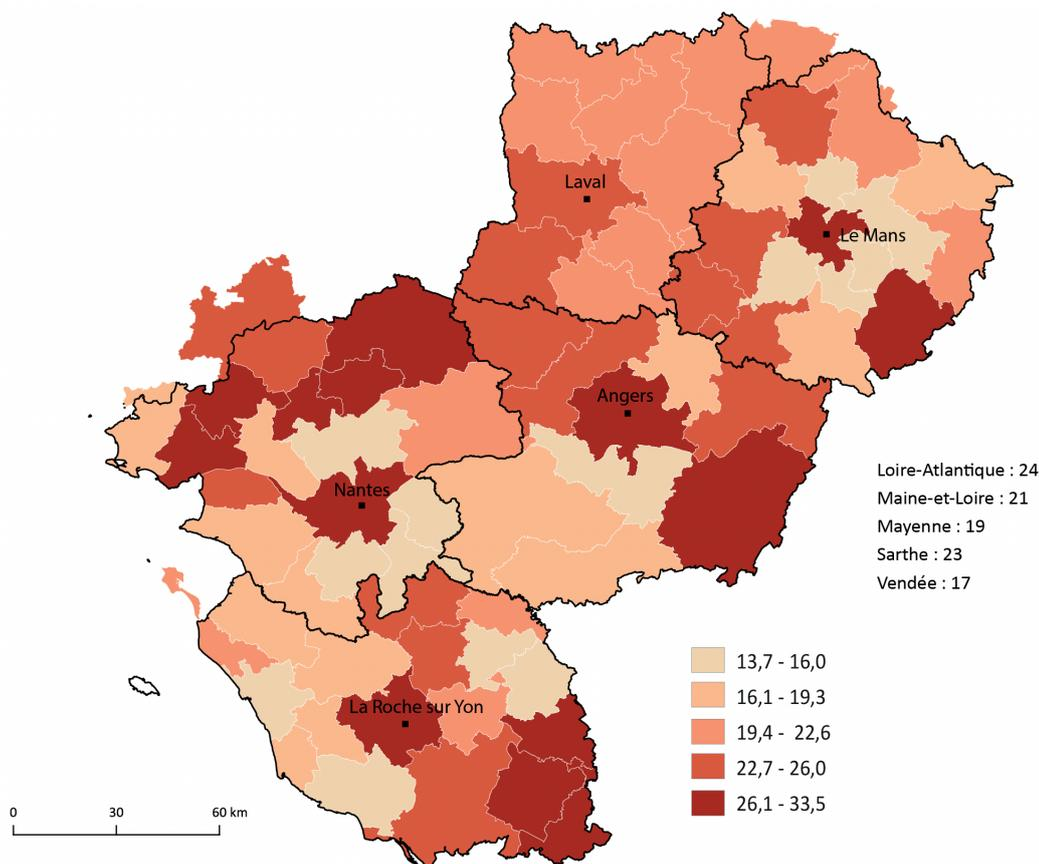 Laval
Le Mans
Angers
Nantes
La Roche sur Yon
Loire-Atlantique : 24
Maine-et-Loire : 21
Mayenne : 19
Sarthe : 23
Vendée : 17
13,7 - 16,0
16,1 - 19,3
19,4 - 22,6
22,7 - 26,0
26,1 - 33,5
0 30 60 km